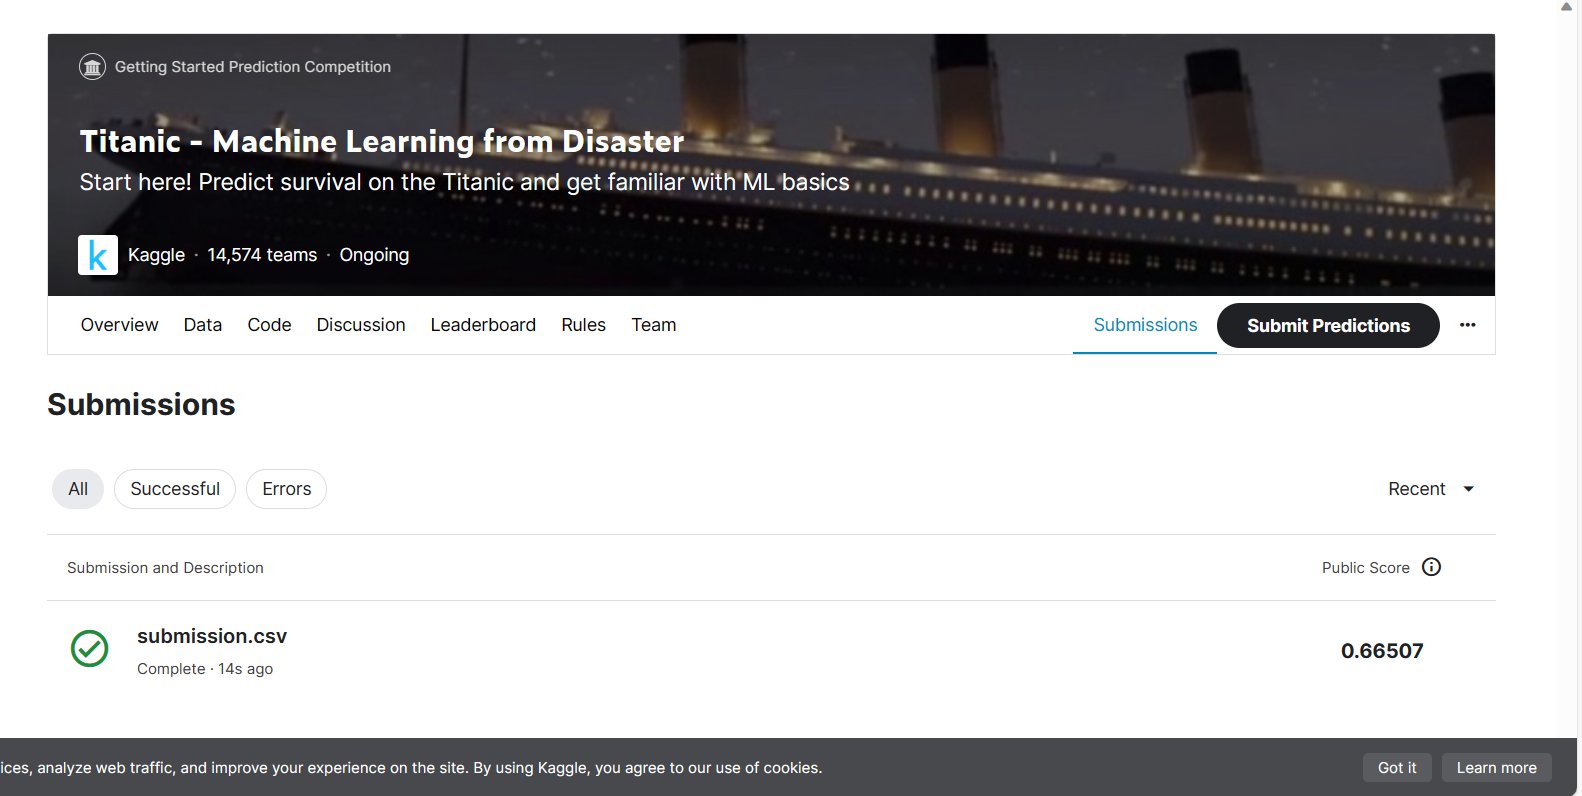 Getting Started Prediction Competition
Titanic - Machine Learning from Disaster
Start here! Predict survival on the Titanic and get familiar with ML basics
k Kaggle · 14,574 teams · Ongoing
Overview Data Code Discussion Leaderboard Rules Team Submissions Submit Predictions ···
Submissions
All Successful Errors Recent
Submission and Description Public Score
submission.csv
Complete · 14s ago
0.66507
ices, analyze web traffic, and improve your experience on the site. By using Kaggle, you agree to our use of cookies. Got it Learn more